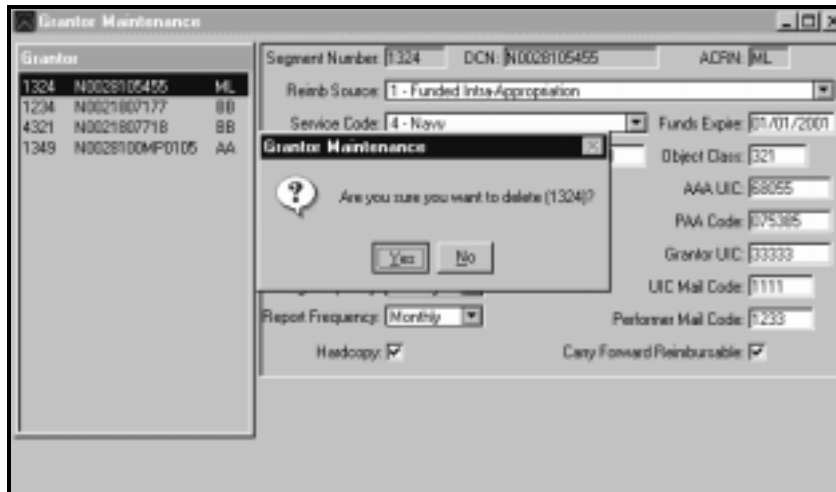 Grantor Maintenance
Grantor
1324 N0028105455 ML
1234 N0021807177 BB
4321 N0021807718 BB
1349 N0028100MP0105 AA
Segment Number: 1324 DCN: N0028105455 ACRN: ML
Reimb Source: 1 - Funded Intra-Appropriation
Service Code: 4 - Navy Funds Expire: 01/01/2001
Object Class: 321
AAA UIC: 68055
PAA Code: 075385
Grantor UIC: 33333
UIC Mail Code: 1111
Report Frequency: Monthly Performer Mail Code: 1233
Hardcopy: Carry Forward Reimbursable:
Grantor Maintenance
Are you sure you want to delete (1324)?
Yes No